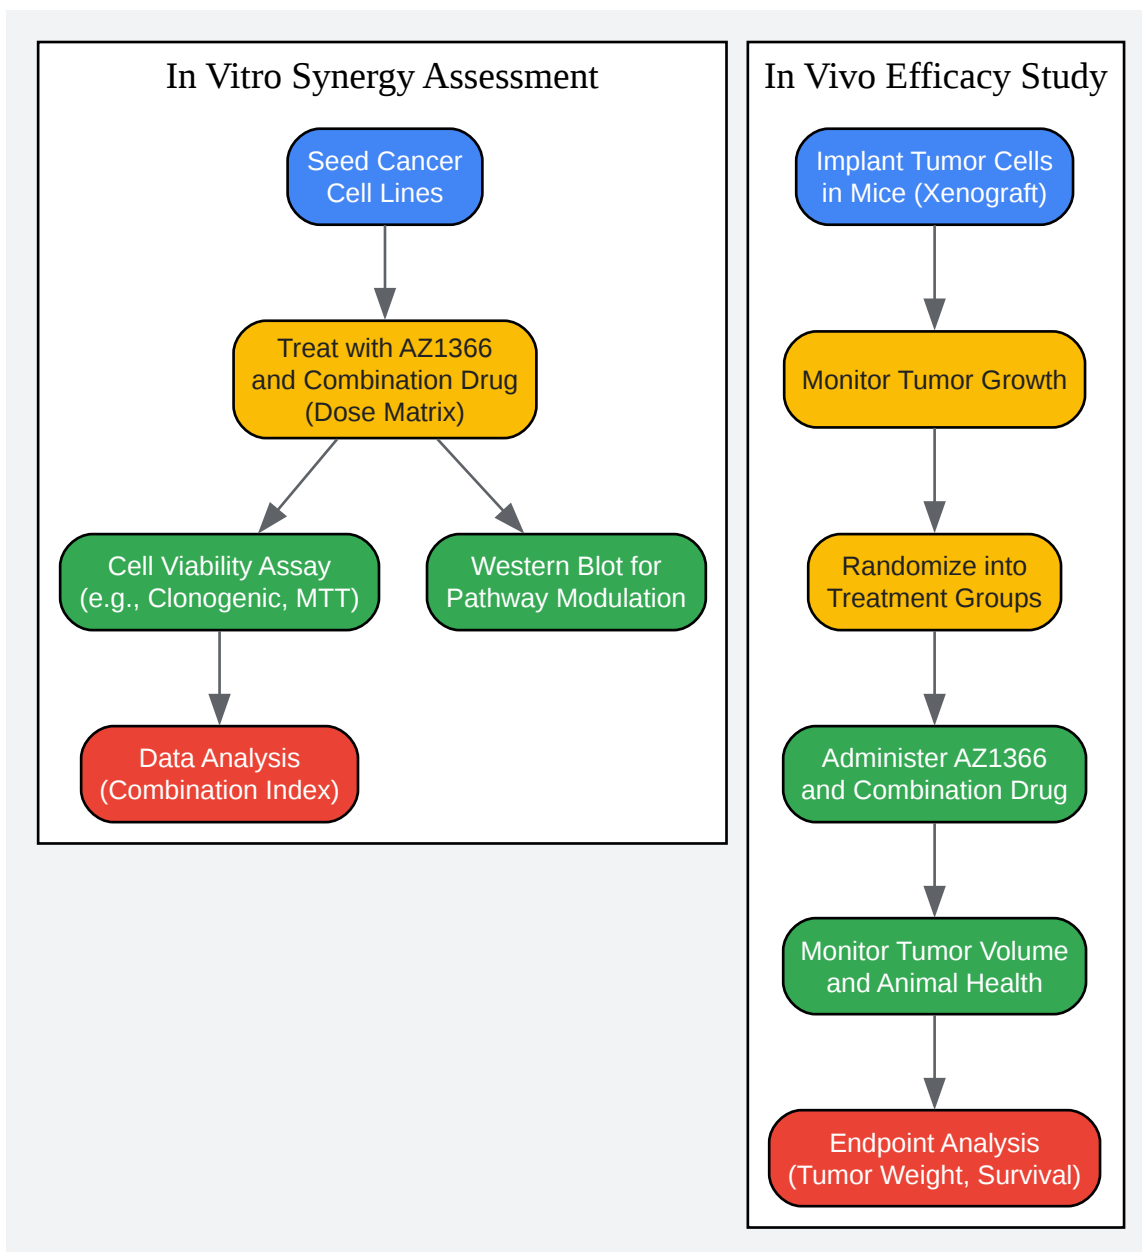 In Vitro Synergy Assessment
Seed Cancer
Cell Lines
Treat with AZ1366
and Combination Drug
(Dose Matrix)
Cell Viability Assay
(e.g., Clonogenic, MTT)
Western Blot for
Pathway Modulation
Data Analysis
(Combination Index)
In Vivo Efficacy Study
Implant Tumor Cells
in Mice (Xenograft)
Monitor Tumor Growth
Randomize into
Treatment Groups
Administer AZ1366
and Combination Drug
Monitor Tumor Volume
and Animal Health
Endpoint Analysis
(Tumor Weight, Survival)